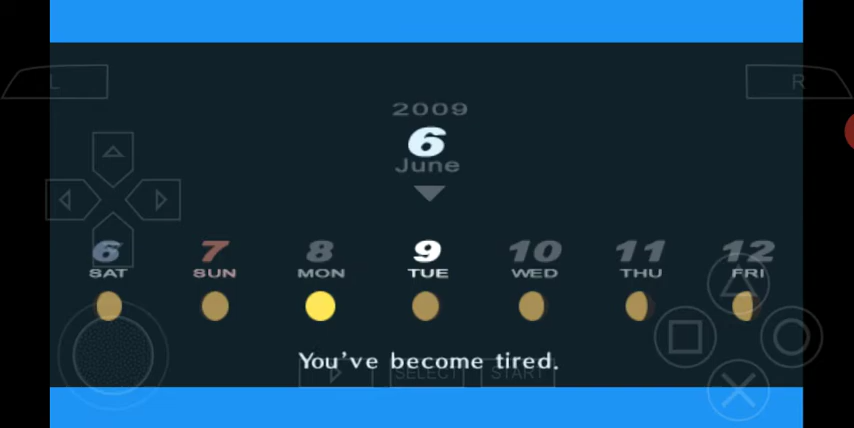 L
R
2009
6
June
6 7 8 9 10 11 12
SAT SUN MON TUE WED THU FRI
You've become tired.
SELECT START